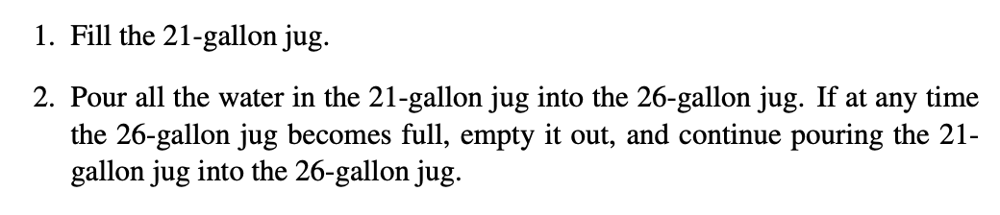 1. Fill the 21-gallon jug.
2. Pour all the water in the 21-gallon jug into the 26-gallon jug. If at any time
the 26-gallon jug becomes full, empty it out, and continue pouring the 21-
gallon jug into the 26-gallon jug.